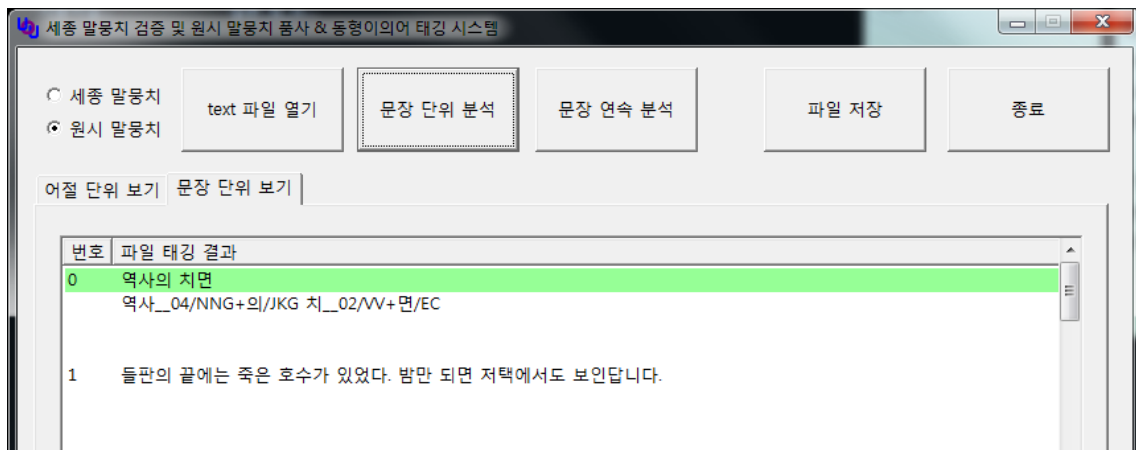 세종 말뭉치 검증 및 원시 말뭉치 품사 & 동형이의어 태깅 시스템
세종 말뭉치
원시 말뭉치
text 파일 열기
문장 단위 분석
문장 연속 분석
파일 저장
종료
어절 단위 보기 문장 단위 보기
번호 파일 태깅 결과
0 역사의 치면
역사__04/NNG+의/JKG 치__02/VV+면/EC
1 들판의 끝에는 죽은 호수가 있었다. 밤만 되면 저택에서도 보인답니다.